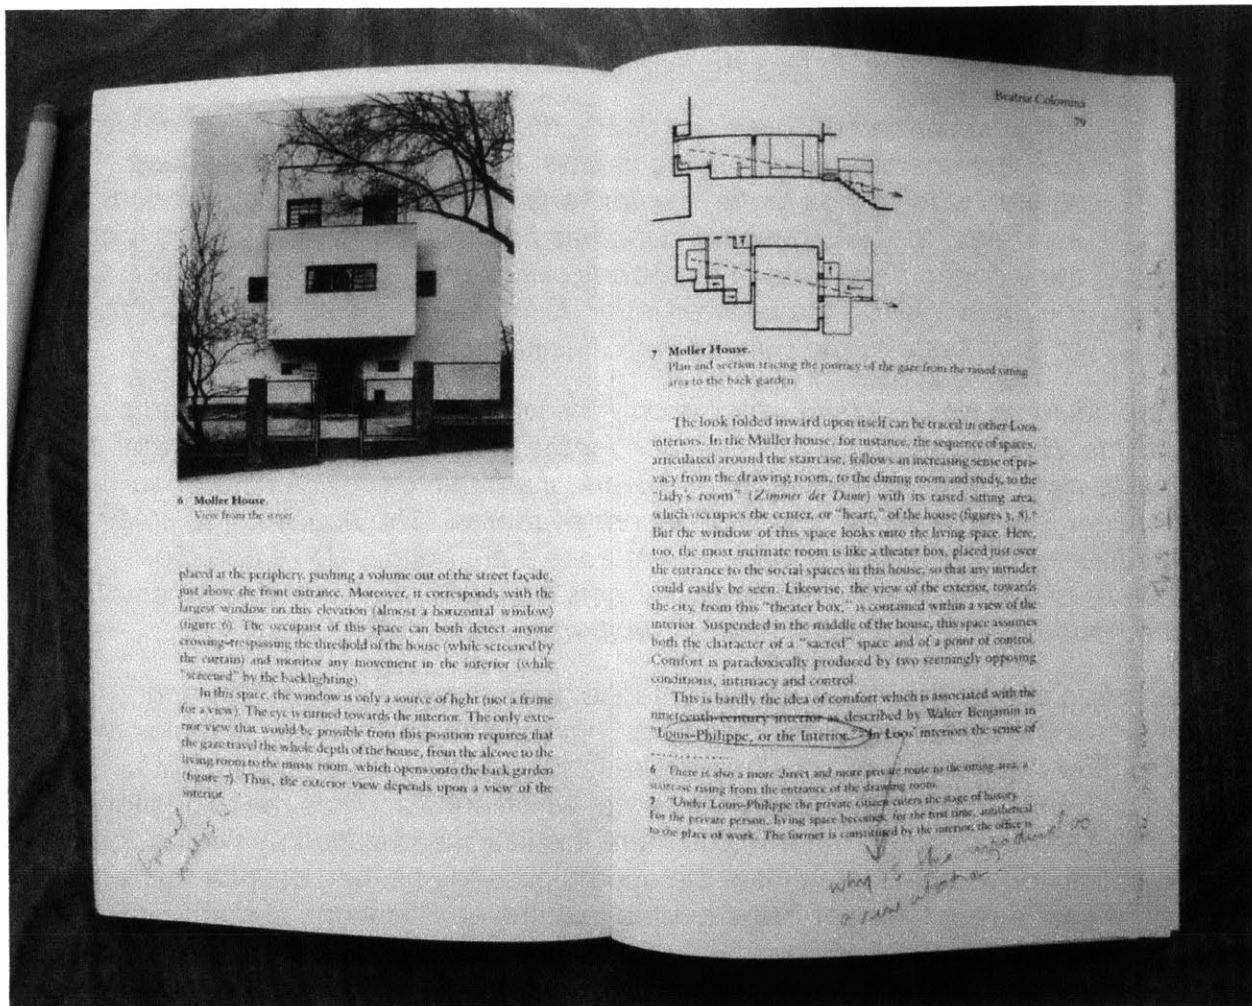 6 Moller House.
View from the street.
placed at the periphery, pushing a volume out of the street façade,
just above the front entrance. Moreover, it corresponds with the
largest window on this elevation (almost a horizontal window)
(figure 6). The occupant of this space can both detect anyone
crossing-trespassing the threshold of the house (while screened by
the curtain) and monitor any movement in the interior (while
"screened" by the backlighting).
In this space, the window is only a source of light (not a frame
for a view). The eye is turned towards the interior. The only exte-
rior view that would be possible from this position requires that
the gaze travel the whole depth of the house, from the alcove to the
living room to the music room, which opens onto the back garden
(figure 7). Thus, the exterior view depends upon a view of the
interior.
Beatriz Colomina
79
7 Moller House.
Plan and section tracing the journey of the gaze from the raised sitting
area to the back garden.
The look folded inward upon itself can be traced in other Loos
interiors. In the Muller house, for instance, the sequence of spaces,
articulated around the staircase, follows an increasing sense of pri-
vacy from the drawing room, to the dining room and study, to the
"lady's room" (Zimmer der Dame) with its raised sitting area,
which occupies the center, or "heart," of the house (figures 3, 8).6
But the window of this space looks onto the living space. Here,
too, the most intimate room is like a theater box, placed just over
the entrance to the social spaces in this house, so that any intruder
could easily be seen. Likewise, the view of the exterior, towards
the city, from this "theater box," is contained within a view of the
interior. Suspended in the middle of the house, this space assumes
both the character of a "sacred" space and of a point of control.
Comfort is paradoxically produced by two seemingly opposing
conditions, intimacy and control.
This is hardly the idea of comfort which is associated with the
nineteenth-century interior as described by Walter Benjamin in
"Louis-Philippe, or the Interior."7 In Loos' interiors the sense of
6 There is also a more direct and more private route to the sitting area, a
staircase rising from the entrance of the drawing room.
7 "Under Louis-Philippe the private citizen enters the stage of history. . . .
For the private person, living space becomes, for the first time, antithetical
to the place of work. The former is constituted by the interior; the office is
why is the
a